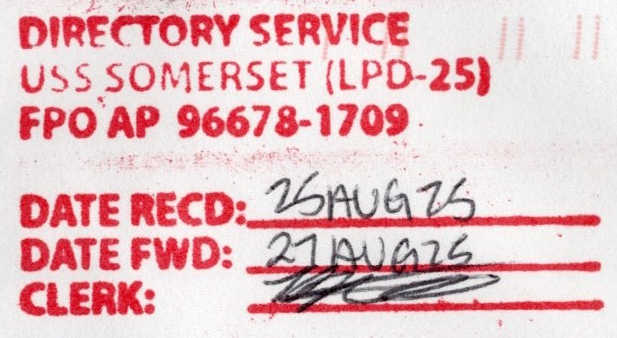 DIRECTORY SERVICE
USS SOMERSET (LPD-25)
FPO AP 96678-1709
DATE RECD: 25AUG25
DATE FWD: 27AUG25
CLERK: